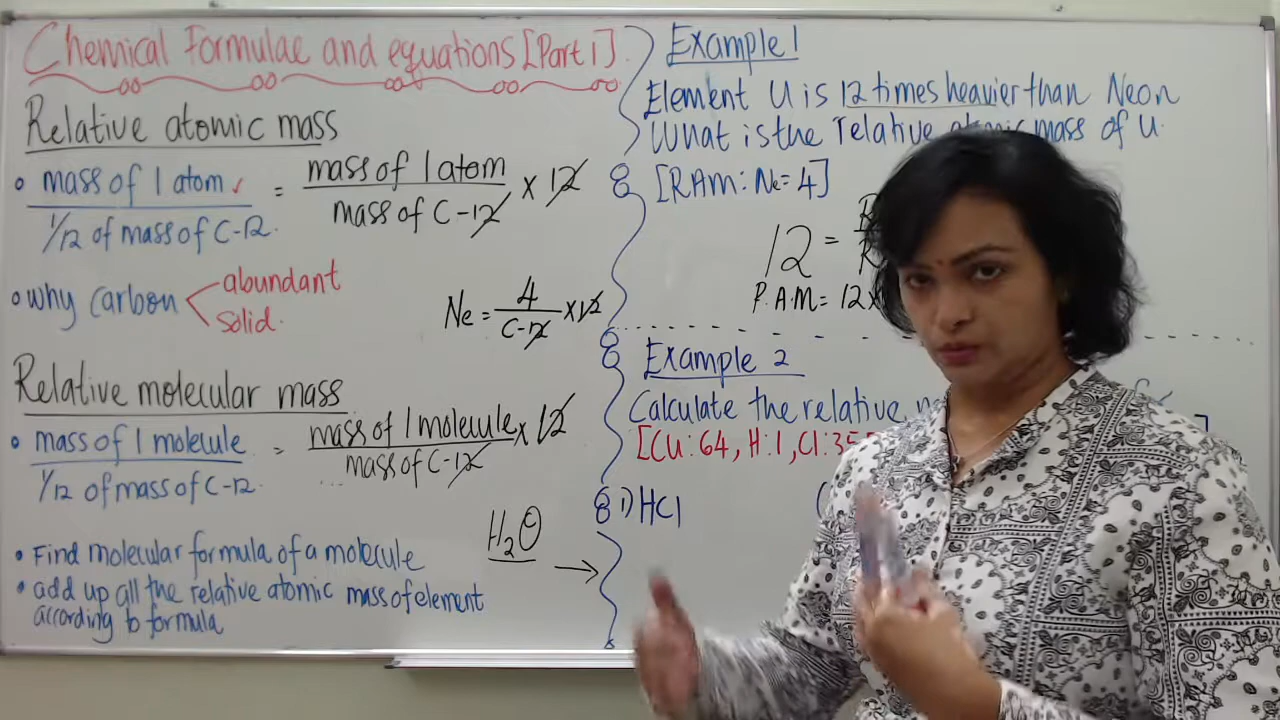 Chemical Formulae and equations [Part 1]
Relative atomic mass
mass of 1 atom
1/12 of mass of C-12.
=
mass of 1 atom
mass of C-12
x 12
why carbon
abundant
solid.
Ne = 4
C-12
x 12
Relative molecular mass
mass of 1 molecule
1/12 of mass of C-12.
=
mass of 1 molecule
mass of C-12
x 12
H2O
Find molecular formula of a molocule
add up all the relative atomic mass of element
according to formula
Example 1
Element U is 12 times heavier than Neon
What is the relative atomic mass of U.
[RAM: Ne = 4]
12 =
R.A.M = 12 x
Example 2
Calculate the relative
[Cu: 64, H:1, Cl:35
1) HCl